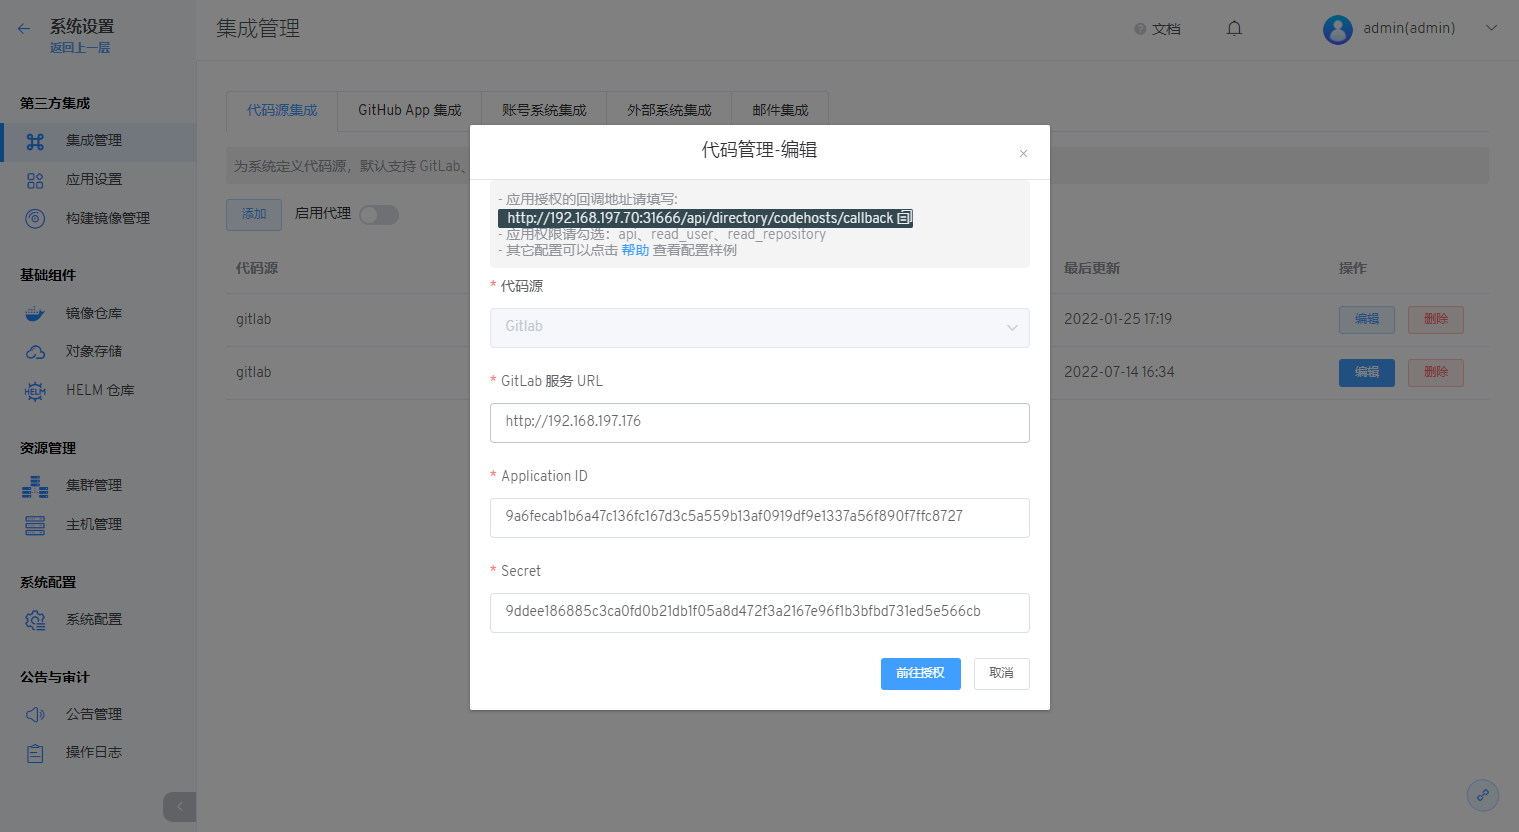 系统设置
返回上一层
集成管理
文档
admin(admin)
第三方集成
集成管理
应用设置
构建镜像管理
基础组件
镜像仓库
对象存储
HELM 仓库
资源管理
集群管理
主机管理
系统配置
系统配置
公告与审计
公告管理
操作日志
代码源集成
GitHub App 集成
账号系统集成
外部系统集成
邮件集成
为系统定义代码源，默认支持 GitLab、
添加
启用代理
代码源
最后更新
操作
gitlab
2022-01-25 17:19
编辑
删除
gitlab
2022-07-14 16:34
编辑
删除
代码管理-编辑
- 应用授权的回调地址请填写:
http://192.168.197.70:31666/api/directory/codehosts/callback
- 应用权限请勾选：api、read_user、read_repository
- 其它配置可以点击 帮助 查看配置样例
* 代码源
Gitlab
* GitLab 服务 URL
http://192.168.197.176
* Application ID
9a6fecab1b6a47c136fc167d3c5a559b13af0919df9e1337a56f890f7ffc8727
* Secret
9ddee186885c3ca0fd0b21db1f05a8d472f3a2167e96f1b3bfbd731ed5e566cb
前往授权
取消